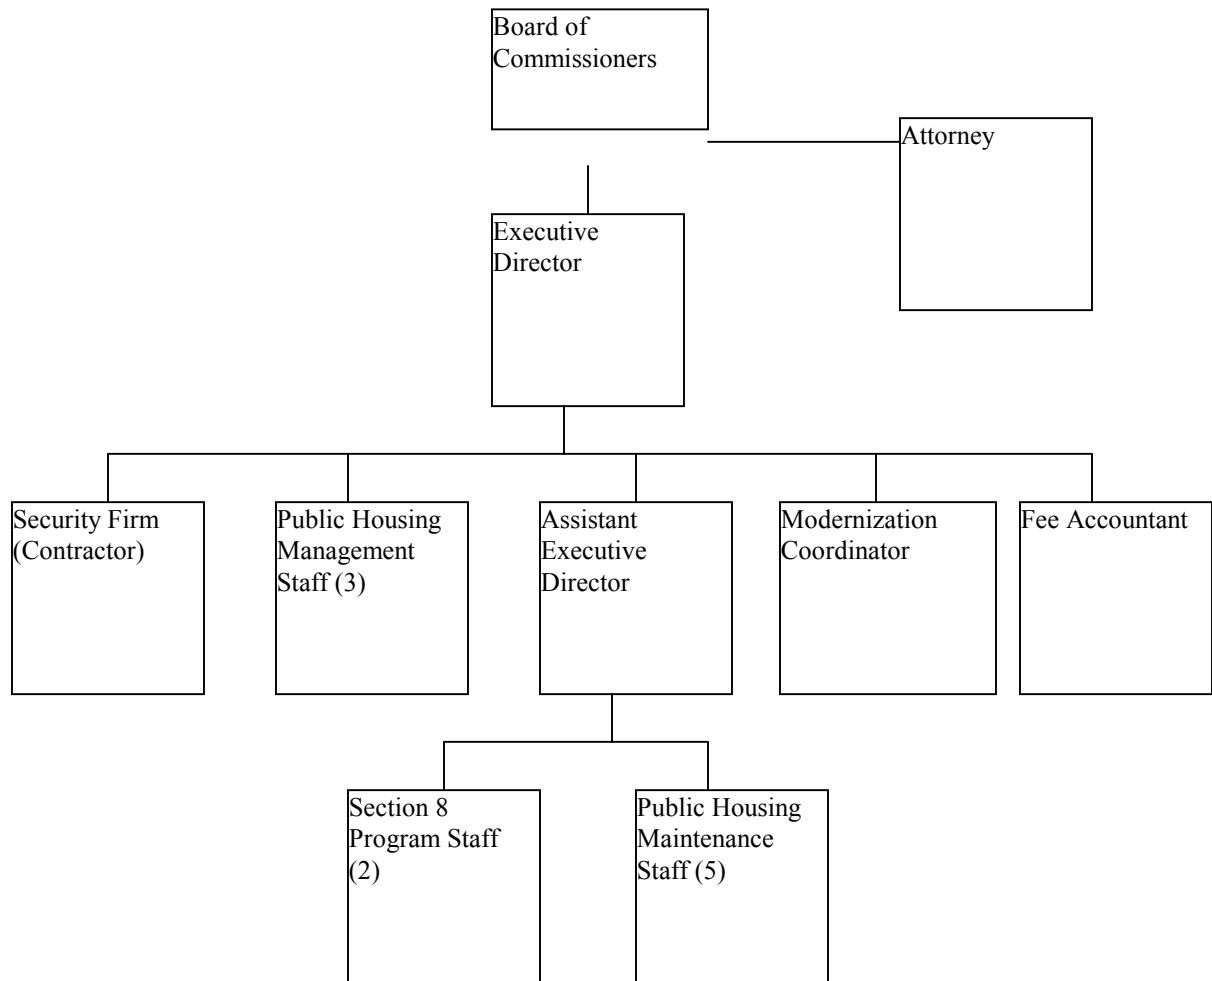 Board of
Commissioners
Attorney
Executive
Director
Security Firm
(Contractor)
Public Housing
Management
Staff (3)
Assistant
Executive
Director
Modernization
Coordinator
Fee Accountant
Section 8
Program Staff
(2)
Public Housing
Maintenance
Staff (5)